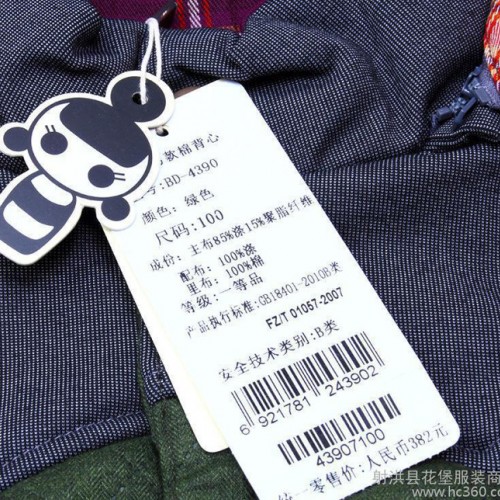 款棉背心
号: BD-4390
颜色: 绿色
尺码: 100
成份: 主布85%涤15%聚脂纤维
配布: 100%涤
里布: 100%棉
等级: 一等品
产品执行标准: GB18401-2010B类
FZ/T 01057-2007
安全技术类别: B类
6 921781 243902
43907100
统一零售价: 人民币382元
射洪县花堡服装商
www.hc360.com